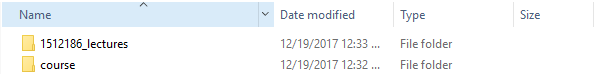 Name Date modified Type Size
1512186_lectures 12/19/2017 12:33 ... File folder
course 12/19/2017 12:32 ... File folder